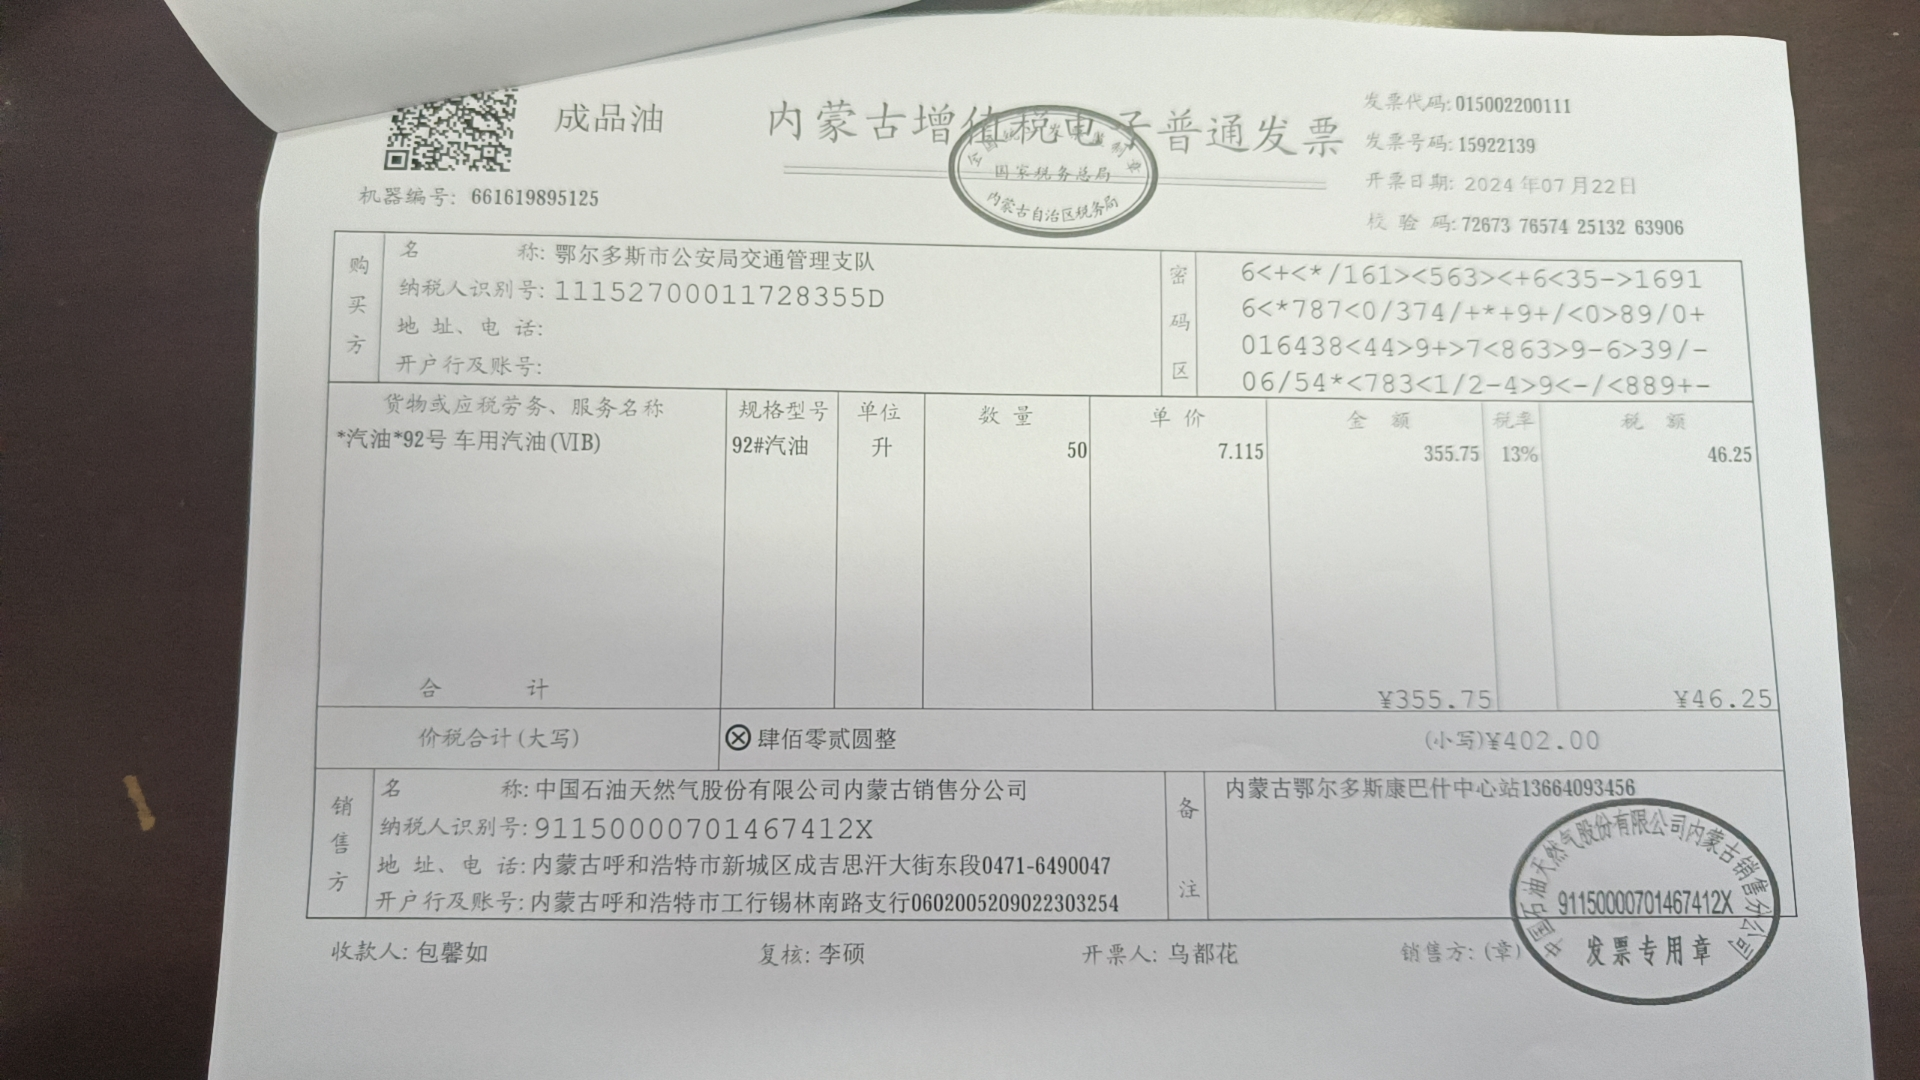 成品油
内蒙古增值税电子普通发票
全国统一发票监制章
国家税务总局
内蒙古自治区税务局
发票代码: 015002200111
发票号码: 15922139
开票日期: 2024年07月22日
校验码: 72673 76574 25132 63906
机器编号: 661619895125
购买方
名称: 鄂尔多斯市公安局交通管理支队
纳税人识别号: 11152700011728355D
地址、电话:
开户行及账号:
密码区
6<+<*/161><563><+6<35->1691
6<*787<0/374/+*+9+/<0>89/0+
016438<44>9+>7<863>9-6>39/-
06/54*<783<1/2-4>9<-/<889+-
货物或应税劳务、服务名称 规格型号 单位 数量 单价 金额 税率 税额
*汽油*92号 车用汽油(VIB) 92#汽油 升 50 7.115 355.75 13% 46.25
合计 ¥355.75 ¥46.25
价税合计(大写) ⊗肆佰零贰圆整 (小写)¥402.00
销售方
名称: 中国石油天然气股份有限公司内蒙古销售分公司
纳税人识别号: 91150000701467412X
地址、电话: 内蒙古呼和浩特市新城区成吉思汗大街东段0471-6490047
开户行及账号: 内蒙古呼和浩特市工行锡林南路支行0602005209022303254
备注
内蒙古鄂尔多斯康巴什中心站13664093456
收款人: 包馨如 复核: 李硕 开票人: 乌都花 销售方: (章)
中国石油天然气股份有限公司内蒙古销售分公司
91150000701467412X
发票专用章